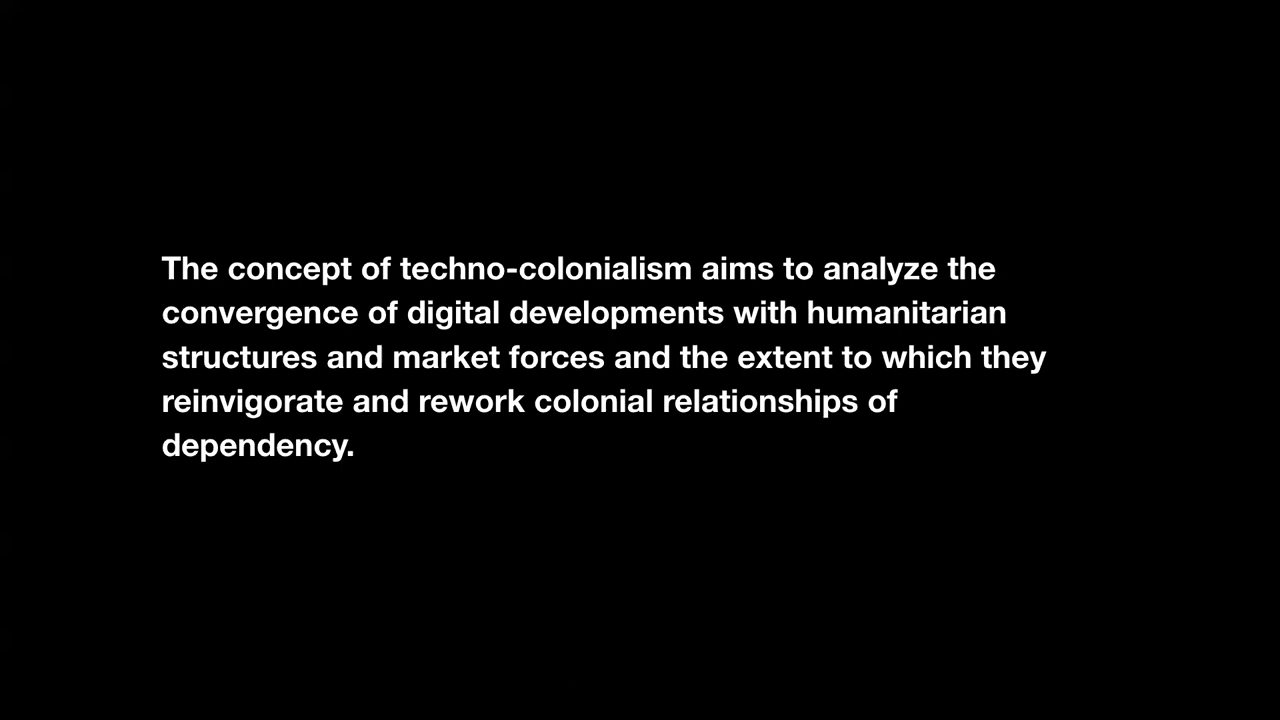 The concept of techno-colonialism aims to analyze the
convergence of digital developments with humanitarian
structures and market forces and the extent to which they
reinvigorate and rework colonial relationships of
dependency.